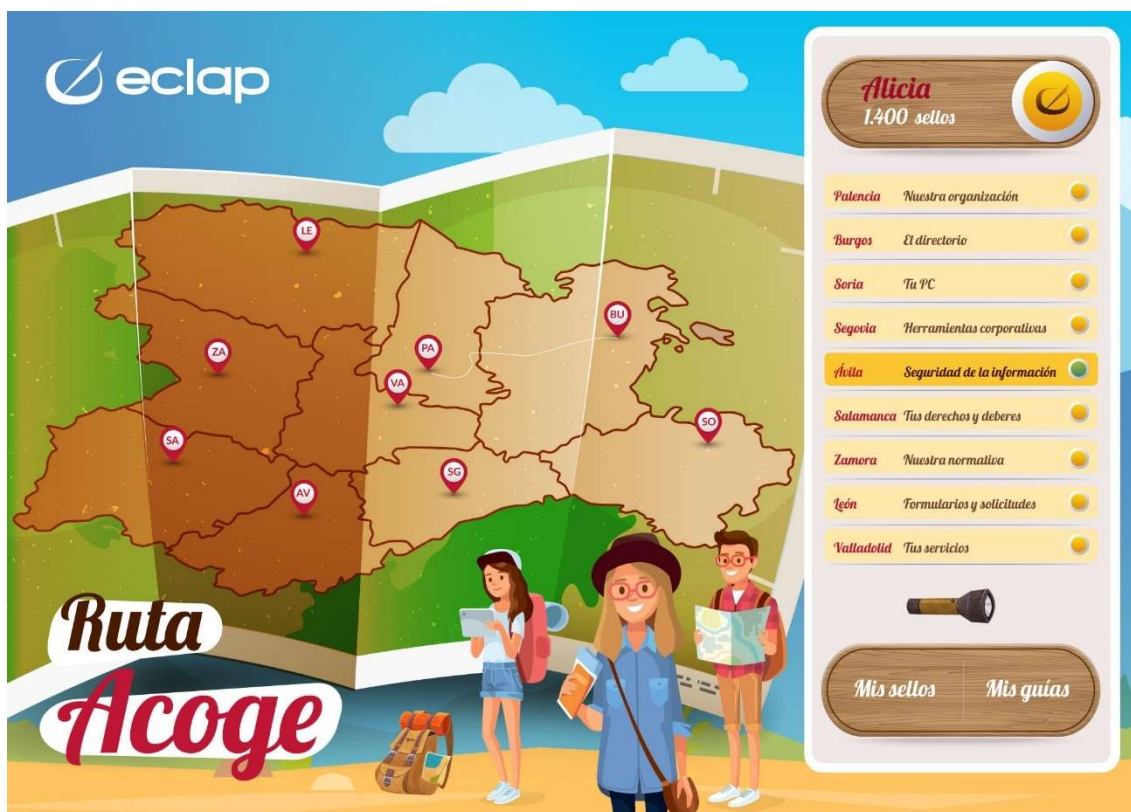 eclap
Alicia
1.400 sellos
Palencia Nuestra organización
Burgos El directorio
Soria Tu PC
Segovia Herramientas corporativas
Ávila Seguridad de la información
Salamanca Tus derechos y deberes
Zamora Nuestra normativa
León Formularios y solicitudes
Valladolid Tus servicios
Mis sellos Mis guías
LE
BU
ZA
PA
VA
SO
SA
SG
AV
Ruta
Acoge